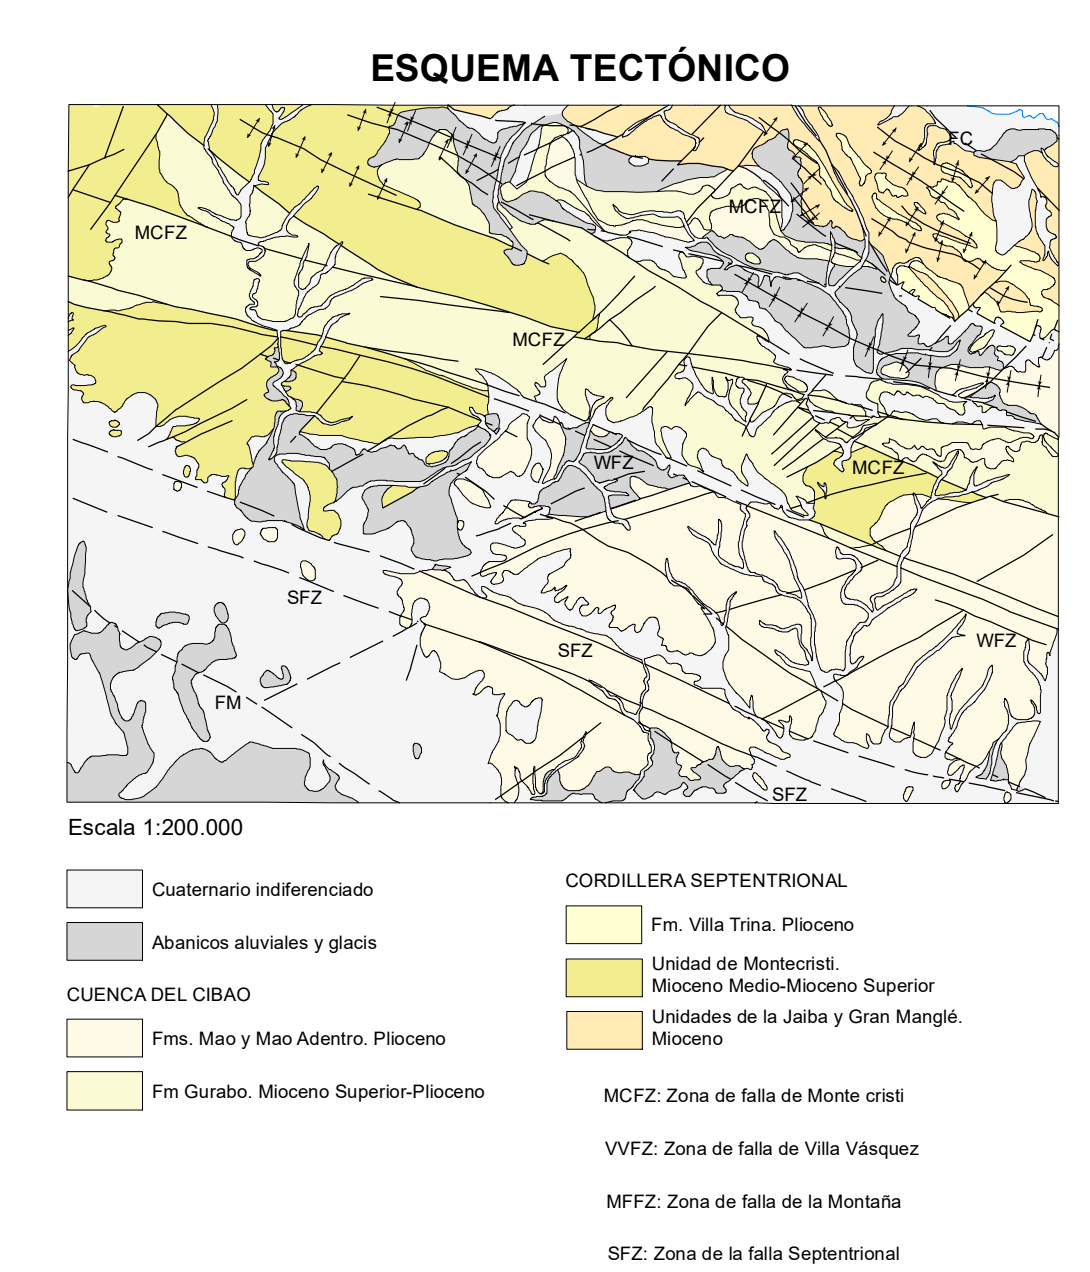 ESQUEMA TECTÓNICO
FC
MCFZ
MCFZ
MCFZ
WFZ
MCFZ
SFZ
WFZ
SFZ
FM
SFZ
Escala 1:200.000
Cuaternario indiferenciado
Abanicos aluviales y glacis
CUENCA DEL CIBAO
Fms. Mao y Mao Adentro. Plioceno
Fm Gurabo. Mioceno Superior-Plioceno
CORDILLERA SEPTENTRIONAL
Fm. Villa Trina. Plioceno
Unidad de Montecristi.
Mioceno Medio-Mioceno Superior
Unidades de la Jaiba y Gran Manglé.
Mioceno
MCFZ: Zona de falla de Monte cristi
VVFZ: Zona de falla de Villa Vásquez
MFFZ: Zona de falla de la Montaña
SFZ: Zona de la falla Septentrional